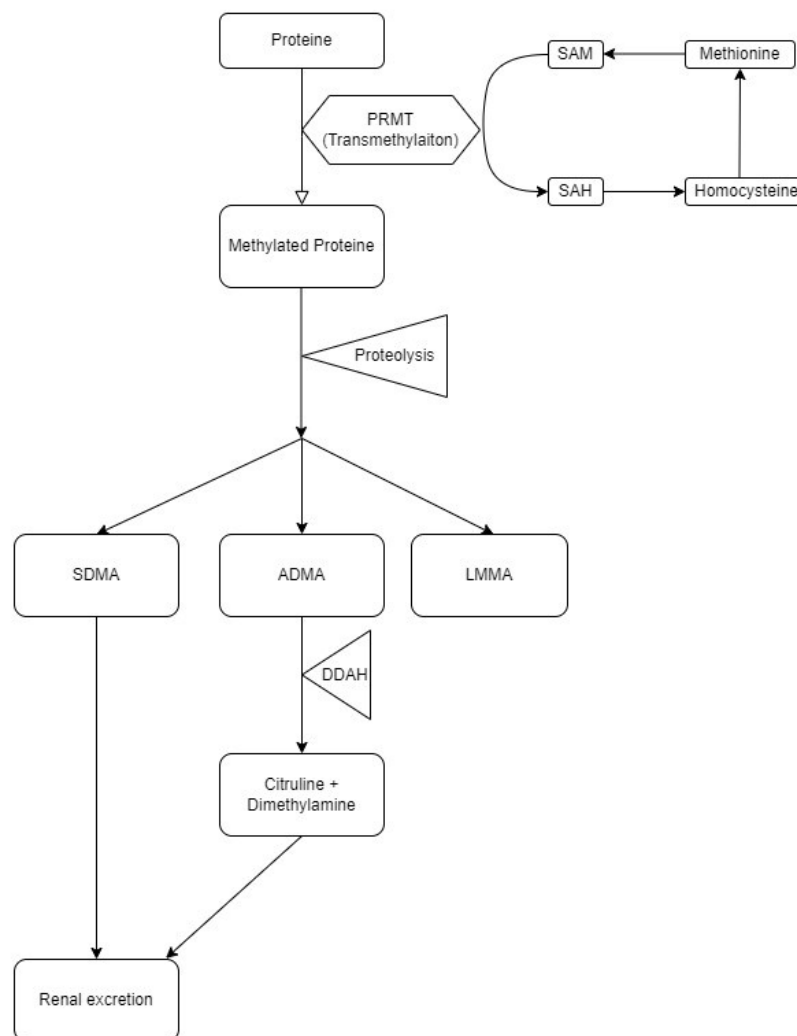 Proteine
SAM
Methionine
PRMT
(Transmethylaiton)
SAH
Homocysteine
Methylated Proteine
Proteolysis
SDMA
ADMA
LMMA
DDAH
Citruline +
Dimethylamine
Renal excretion